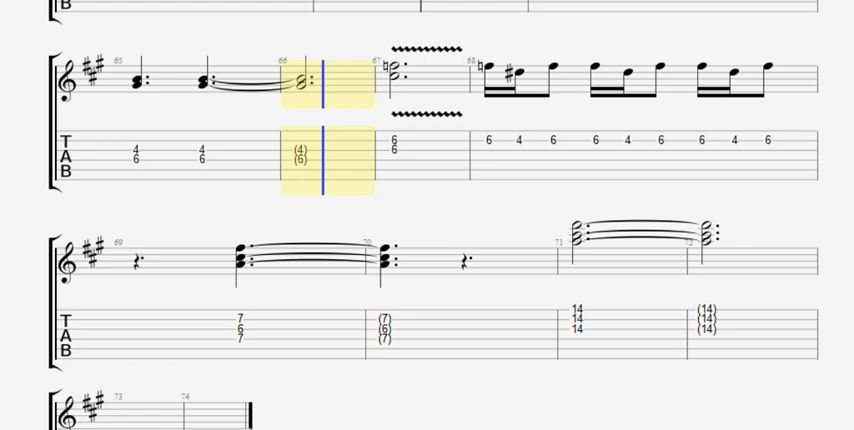 B
65 66 67 68
T
A
B
4 4 (4) 6 6 4 6 6 4 6 6 4 6
6 6 (6) 6
69 70 71 72
T
A
B
14 (14)
7 (7) 14 (14)
6 (6) 14 (14)
7 (7)
73 74